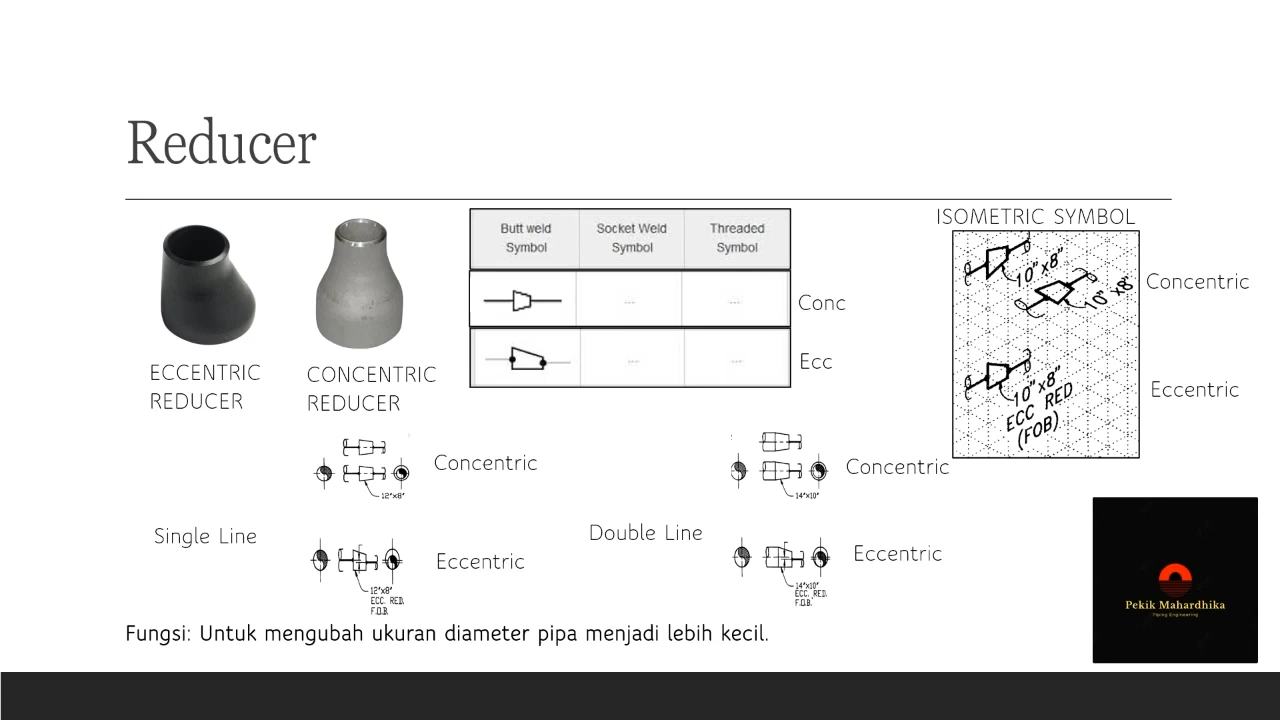 Reducer
ISOMETRIC SYMBOL
Butt weld
Symbol
Socket Weld
Symbol
Threaded
Symbol
---
---
Conc
---
---
Ecc
10"x8"
10"x8"
Concentric
10"x8"
ECC RED
(FOB)
Eccentric
ECCENTRIC
REDUCER
CONCENTRIC
REDUCER
Concentric
12"x8"
Concentric
14"x10"
Single Line
Double Line
Eccentric
12"x8"
ECC. RED.
F.O.B.
Eccentric
14"x10"
ECC. RED.
F.O.B.
Pekik Mahardhika
Piping Engineering
Fungsi: Untuk mengubah ukuran diameter pipa menjadi lebih kecil.